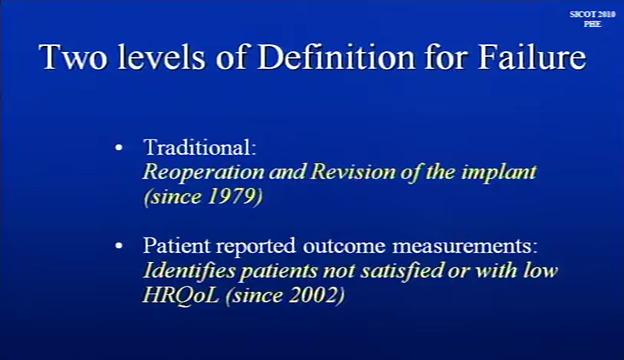 SICOT 2010
PHE
Two levels of Definition for Failure
• Traditional:
Reoperation and Revision of the implant
(since 1979)
• Patient reported outcome measurements:
Identifies patients not satisfied or with low
HRQoL (since 2002)